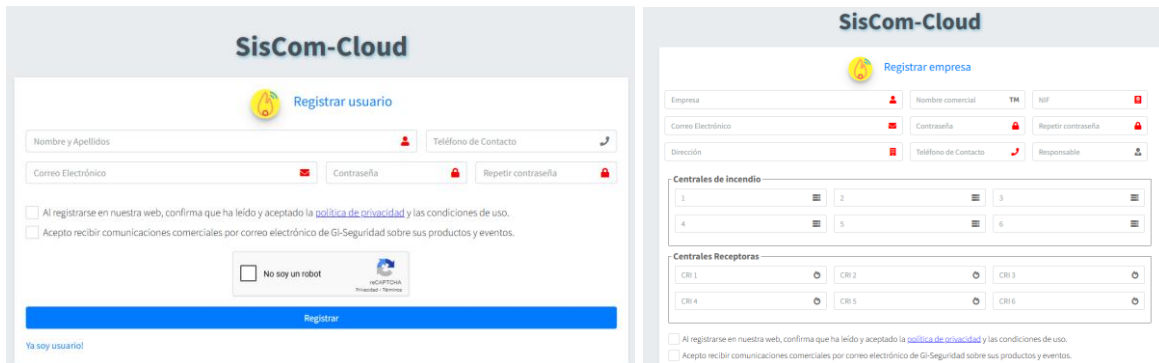 SisCom-Cloud
Registrar usuario
Nombre y Apellidos
Teléfono de Contacto
Correo Electrónico
Contraseña
Repetir contraseña
Al registrarse en nuestra web, confirma que ha leído y aceptado la política de privacidad y las condiciones de uso.
Acepto recibir comunicaciones comerciales por correo electrónico de GI-Seguridad sobre sus productos y eventos.
No soy un robot
reCAPTCHA
Privacidad - Términos
Registrar
Ya soy usuario!
SisCom-Cloud
Registrar empresa
Empresa
Nombre comercial TM
NIF
Correo Electrónico
Contraseña
Repetir contraseña
Dirección
Teléfono de Contacto
Responsable
Centrales de incendio
1
2
3
4
5
6
Centrales Receptoras
CRI 1
CRI 2
CRI 3
CRI 4
CRI 5
CRI 6
Al registrarse en nuestra web, confirma que ha leído y aceptado la política de privacidad y las condiciones de uso.
Acepto recibir comunicaciones comerciales por correo electrónico de GI-Seguridad sobre sus productos y eventos.